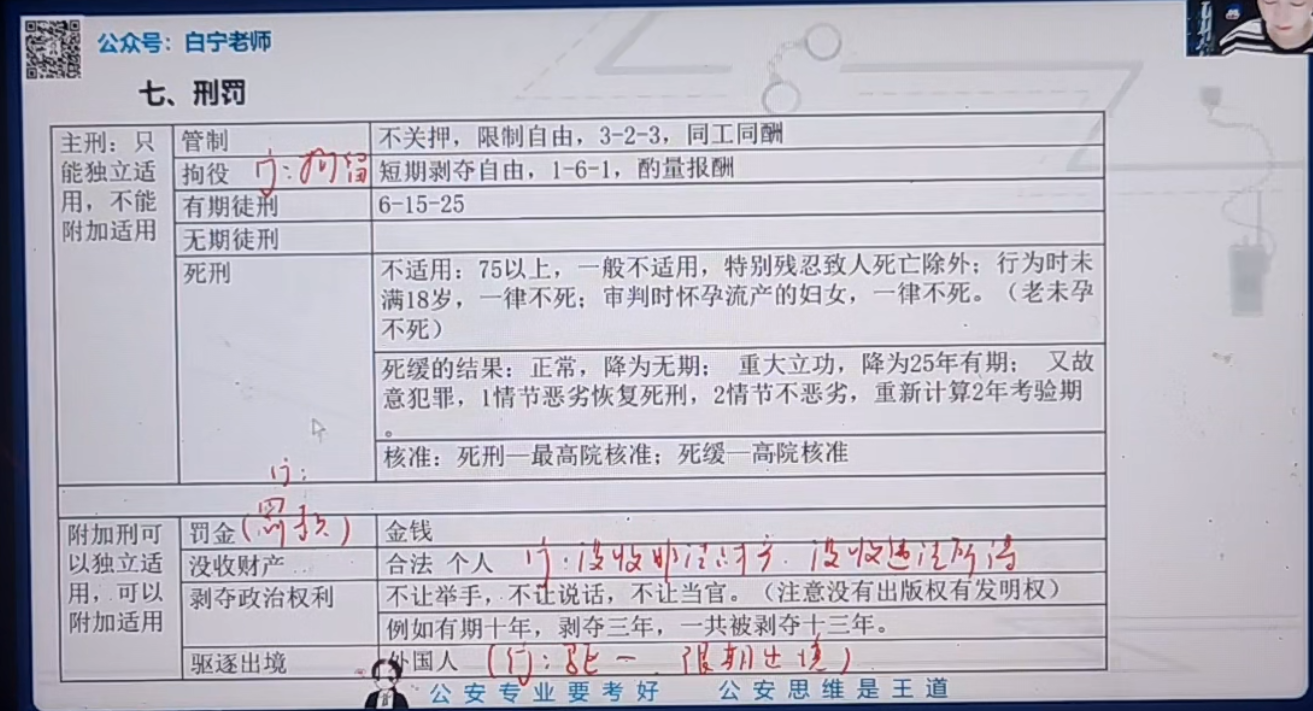 公众号：白宁老师
七、刑罚
主刑：只能独立适用，不能附加适用
管制
不关押，限制自由，3-2-3，同工同酬
拘役
行：拘留
短期剥夺自由，1-6-1，酌量报酬
有期徒刑
6-15-25
无期徒刑
死刑
不适用：75以上，一般不适用，特别残忍致人死亡除外；行为时未
满18岁，一律不死；审判时怀孕流产的妇女，一律不死。（老未孕
不死）
死缓的结果：正常，降为无期； 重大立功，降为25年有期； 又故
意犯罪，1情节恶劣恢复死刑，2情节不恶劣，重新计算2年考验期
。
核准：死刑—最高院核准；死缓—高院核准
附加刑可以独立适用，可以附加适用
行：
罚金（罚款）
金钱
没收财产
合法 个人
行：没收非法财产、没收违法所得
剥夺政治权利
不让举手，不让说话，不让当官。（注意没有出版权有发明权）
例如有期十年，剥夺三年，一共被剥夺十三年。
驱逐出境
外国人
（行：驱一 限期出境）
公安专业要考好 公安思维是王道